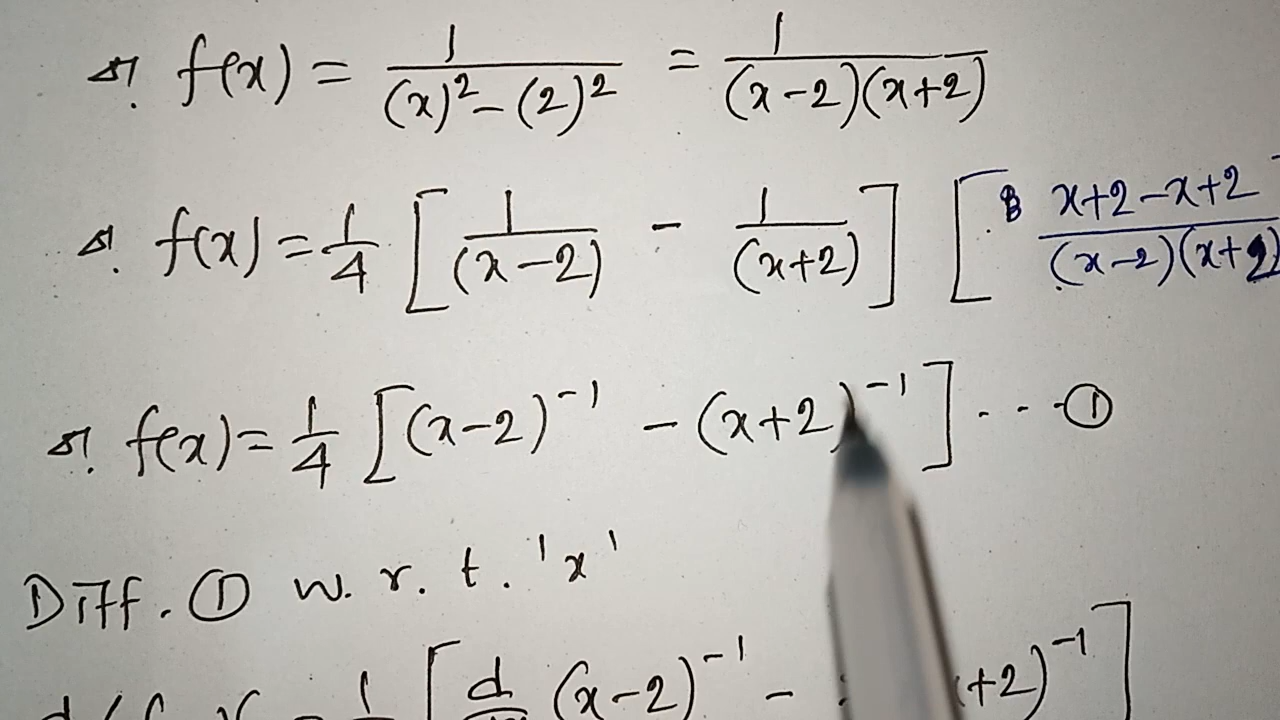 f(x) = 1/((x)² - (2)²) = 1/((x-2)(x+2))
f(x) = 1/4 [1/(x-2) - 1/(x+2)] [(x+2-x+2)/((x-2)(x+2))
f(x) = 1/4 [(x-2)⁻¹ - (x+2)⁻¹] ... ①
Diff. ① w. r. t. 'x'
[d (x-2)⁻¹ - +2)⁻¹]